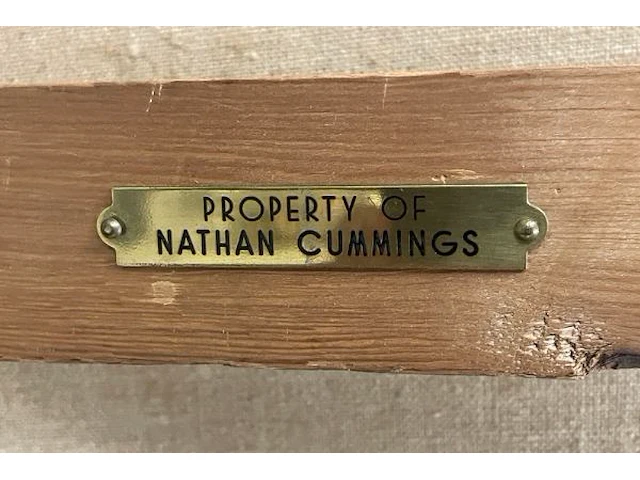 PROPERTY OF
NATHAN CUMMINGS